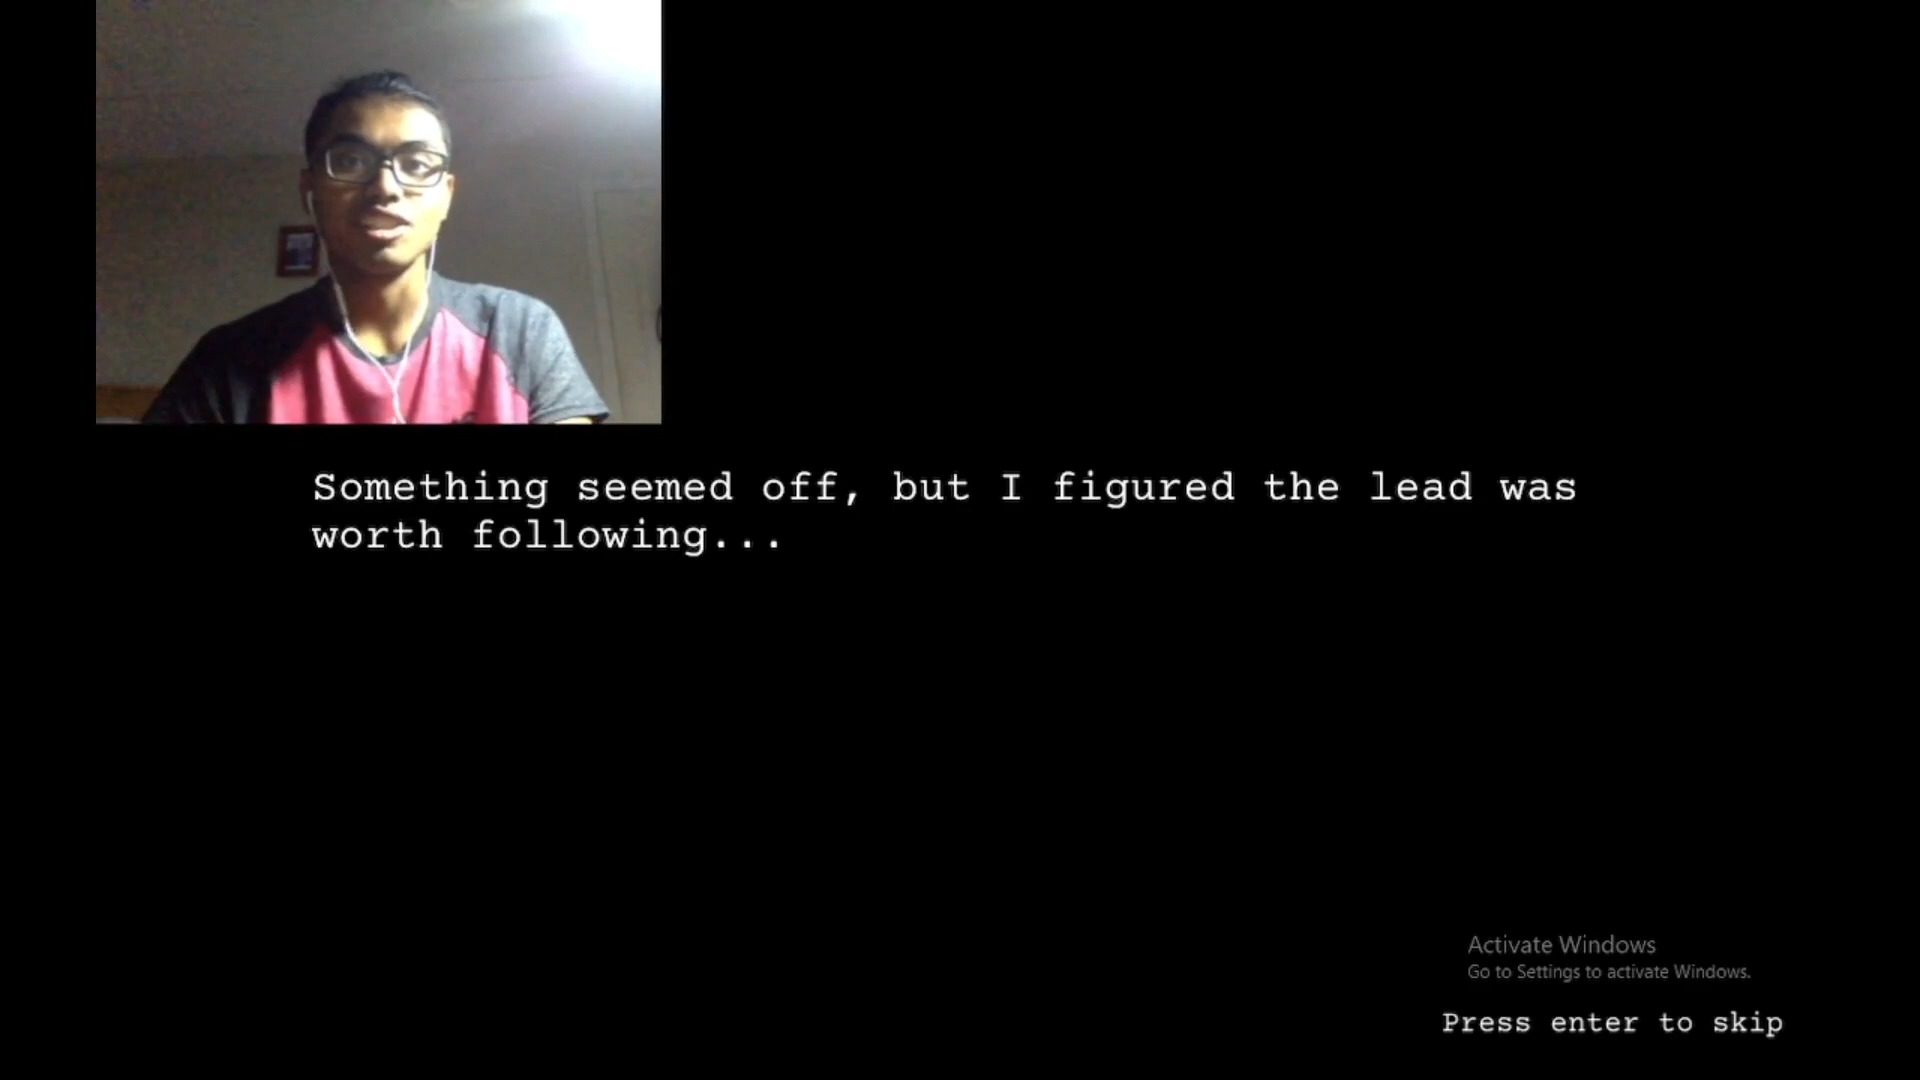 Something seemed off, but I figured the lead was
worth following...
Activate Windows
Go to Settings to activate Windows.
Press enter to skip